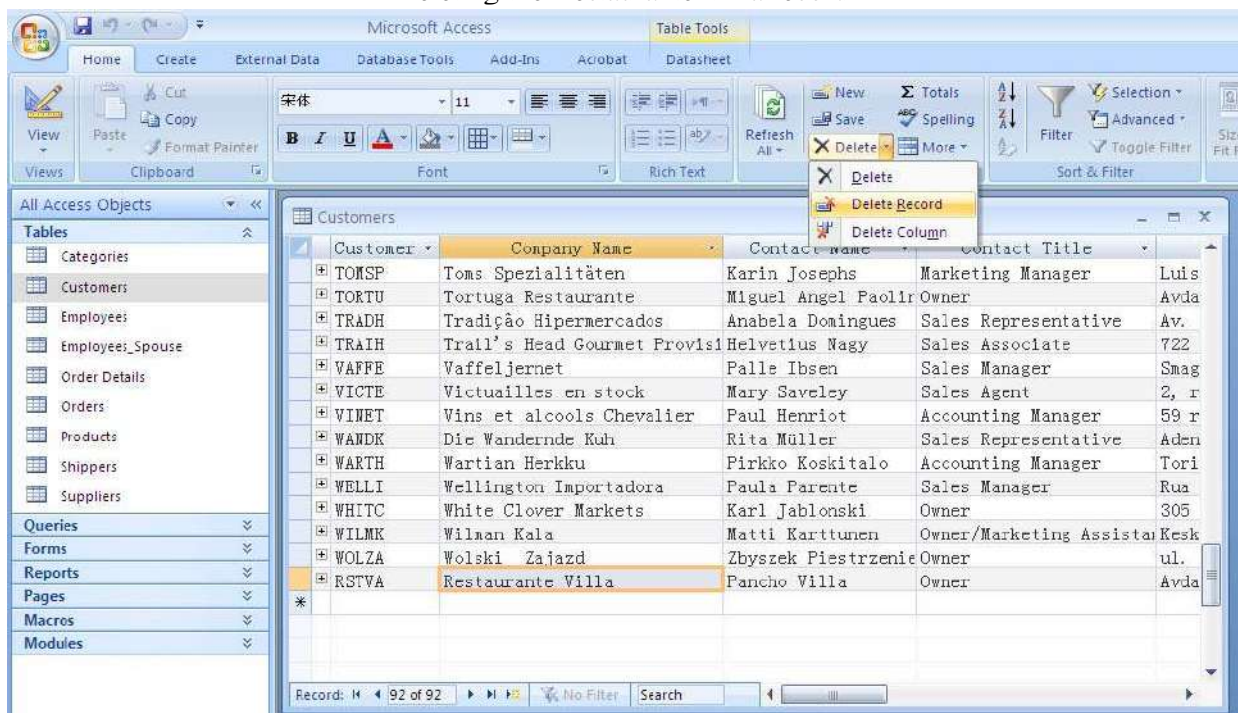 Microsoft Access
Table Tools
Home Create External Data Database Tools Add-Ins Acrobat Datasheet
View
Paste
Cut
Copy
Format Painter
宋体 11
B I U A
ab
Refresh All
New
Save
Delete
Σ Totals
ABC Spelling
More
Filter
Selection
Advanced
Toggle Filter
Views Clipboard Font Rich Text Sort & Filter
Delete
Delete Record
Delete Column
All Access Objects
Tables
Categories
Customers
Employees
Employees_Spouse
Order Details
Orders
Products
Shippers
Suppliers
Queries
Forms
Reports
Pages
Macros
Modules
Customers
Customer Company Name Contact Name Contact Title
TOMSP Toms Spezialitäten Karin Josephs Marketing Manager Luis
TORTU Tortuga Restaurante Miguel Angel Paolir Owner Avda
TRADH Tradição Hipermercados Anabela Domingues Sales Representative Av.
TRAIH Trail's Head Gourmet Provisi Helvetius Nagy Sales Associate 722
VAFFE Vaffeljernet Palle Ibsen Sales Manager Smag
VICTE Victuailles en stock Mary Saveley Sales Agent 2, r
VINET Vins et alcools Chevalier Paul Henriot Accounting Manager 59 r
WANDK Die Wandernde Kuh Rita Müller Sales Representative Aden
WARTH Wartian Herkku Pirkko Koskitalo Accounting Manager Tori
WELLI Wellington Importadora Paula Parente Sales Manager Rua
WHITC White Clover Markets Karl Jablonski Owner 305
WILMK Wilman Kala Matti Karttunen Owner/Marketing Assistan Kesk
WOLZA Wolski Zajazd Zbyszek Piestrzenie Owner ul.
RSTVA Restaurante Villa Pancho Villa Owner Avda
*
Record: 92 of 92 No Filter Search